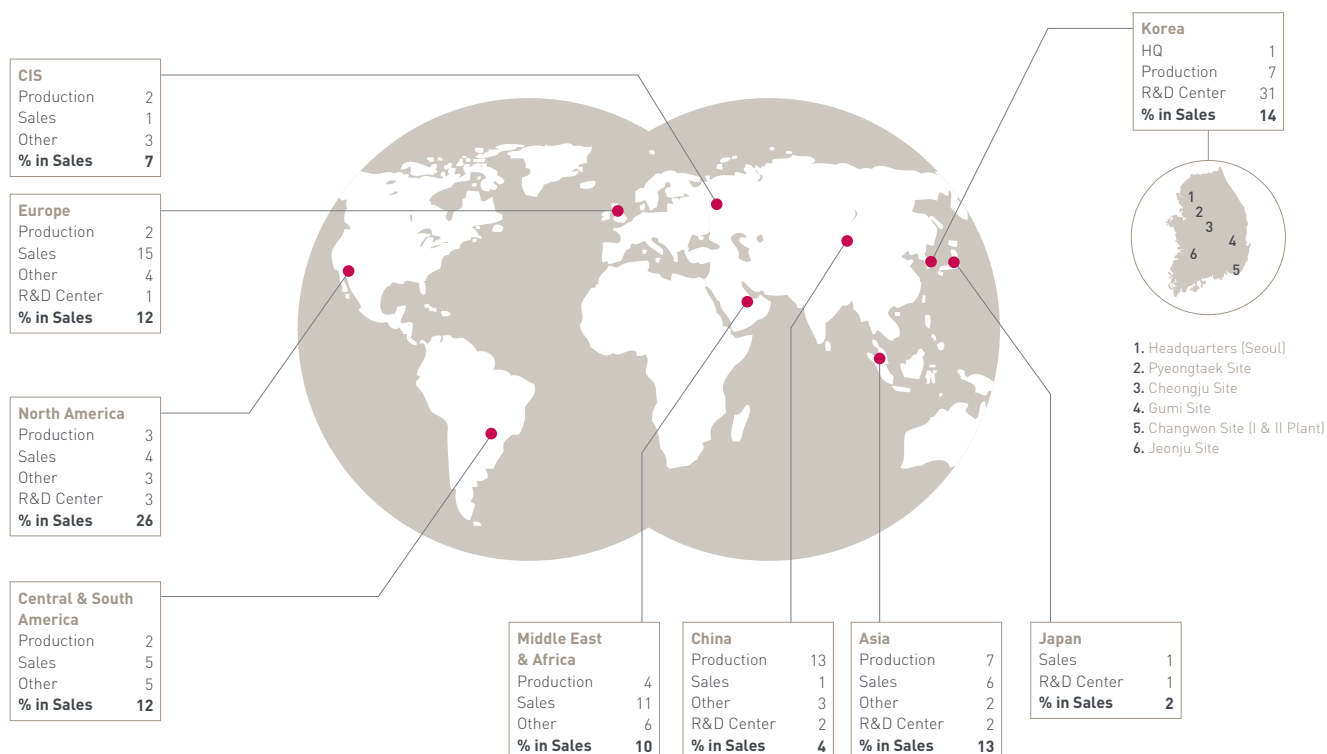 CIS
Production 2
Sales 1
Other 3
% in Sales 7
Europe
Production 2
Sales 15
Other 4
R&D Center 1
% in Sales 12
North America
Production 3
Sales 4
Other 3
R&D Center 3
% in Sales 26
Central & South
America
Production 2
Sales 5
Other 5
% in Sales 12
Middle East
& Africa
Production 4
Sales 11
Other 6
% in Sales 10
China
Production 13
Sales 1
Other 3
R&D Center 2
% in Sales 4
Asia
Production 7
Sales 6
Other 2
R&D Center 2
% in Sales 13
Japan
Sales 1
R&D Center 1
% in Sales 2
Korea
HQ 1
Production 7
R&D Center 31
% in Sales 14
1
2
3
4
6
5
1. Headquarters (Seoul)
2. Pyeongtaek Site
3. Cheongju Site
4. Gumi Site
5. Changwon Site (I & II Plant)
6. Jeonju Site